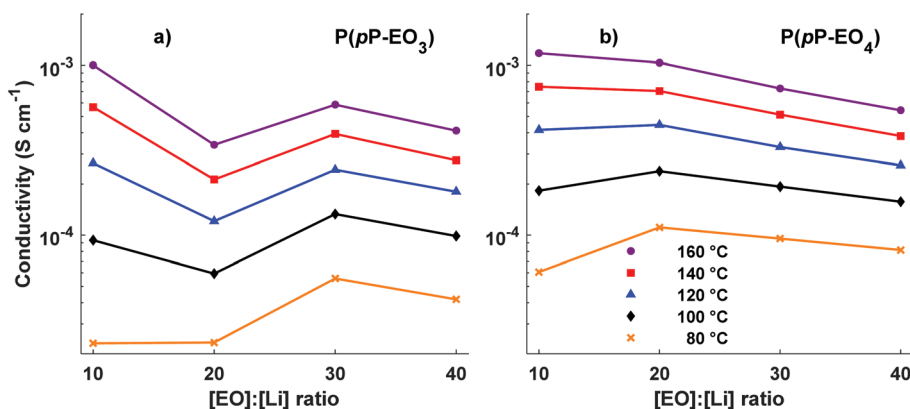 a) P(pP-EO₃)
b) P(pP-EO₄)
Conductivity (S cm⁻¹)
10⁻³
10⁻⁴
10 20 30 40
[EO]:[Li] ratio
10⁻³
10⁻⁴
160 °C
140 °C
120 °C
100 °C
80 °C
10 20 30 40
[EO]:[Li] ratio